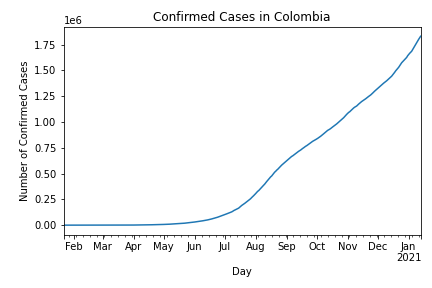 Confirmed Cases in Colombia
1e6
1.75
1.50
1.25
1.00
0.75
0.50
0.25
0.00
Number of Confirmed Cases
Feb Mar Apr May Jun Jul Aug Sep Oct Nov Dec Jan
2021
Day